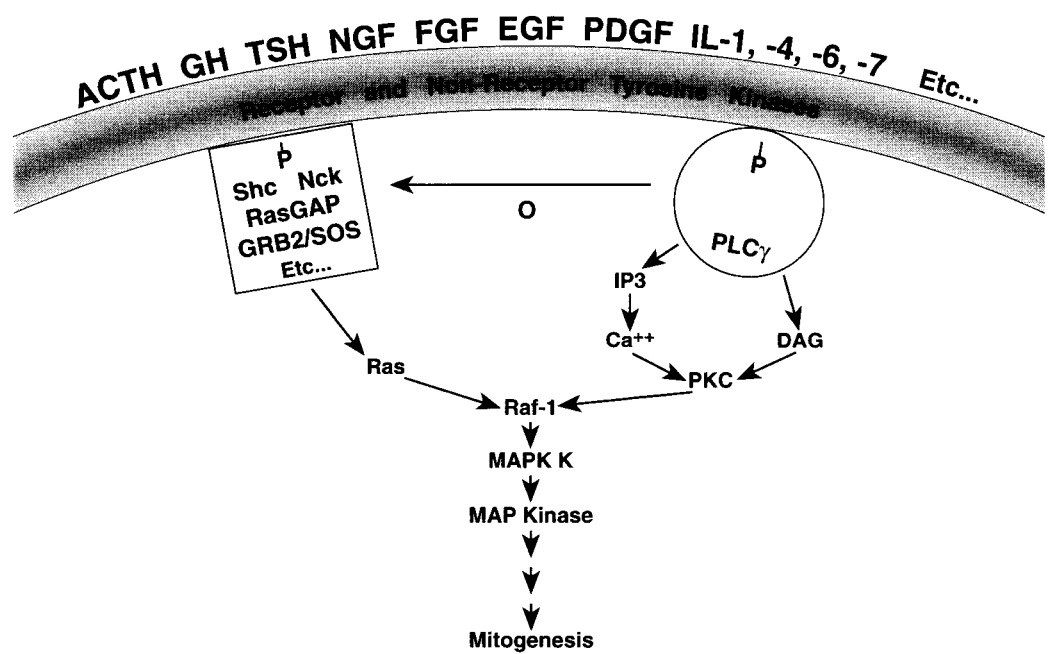 ACTH GH TSH NGF FGF EGF PDGF IL-1, -4, -6, -7 Etc...
Receptor and Non-Receptor Tyrosine Kinases
P
Shc Nck
RasGAP
GRB2/SOS
Etc...
O
P
PLCγ
IP3
Ca++
DAG
PKC
Ras
Raf-1
MAPK K
MAP Kinase
Mitogenesis